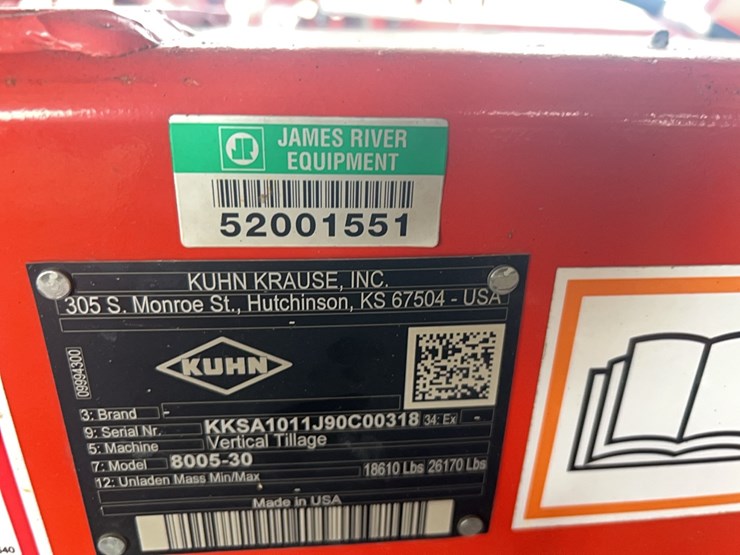 JR
JAMES RIVER
EQUIPMENT
52001551
KUHN KRAUSE, INC.
305 S. Monroe St., Hutchinson, KS 67504 - USA
-
09994300
KUHN
3: Brand -
9: Serial Nr. KKSA1011J90C00318 34: Ex -
5: Machine Vertical Tillage
7: Model 8005-30
12: Unladen Mass Min/Max 18610 Lbs 26170 Lbs
Made in USA